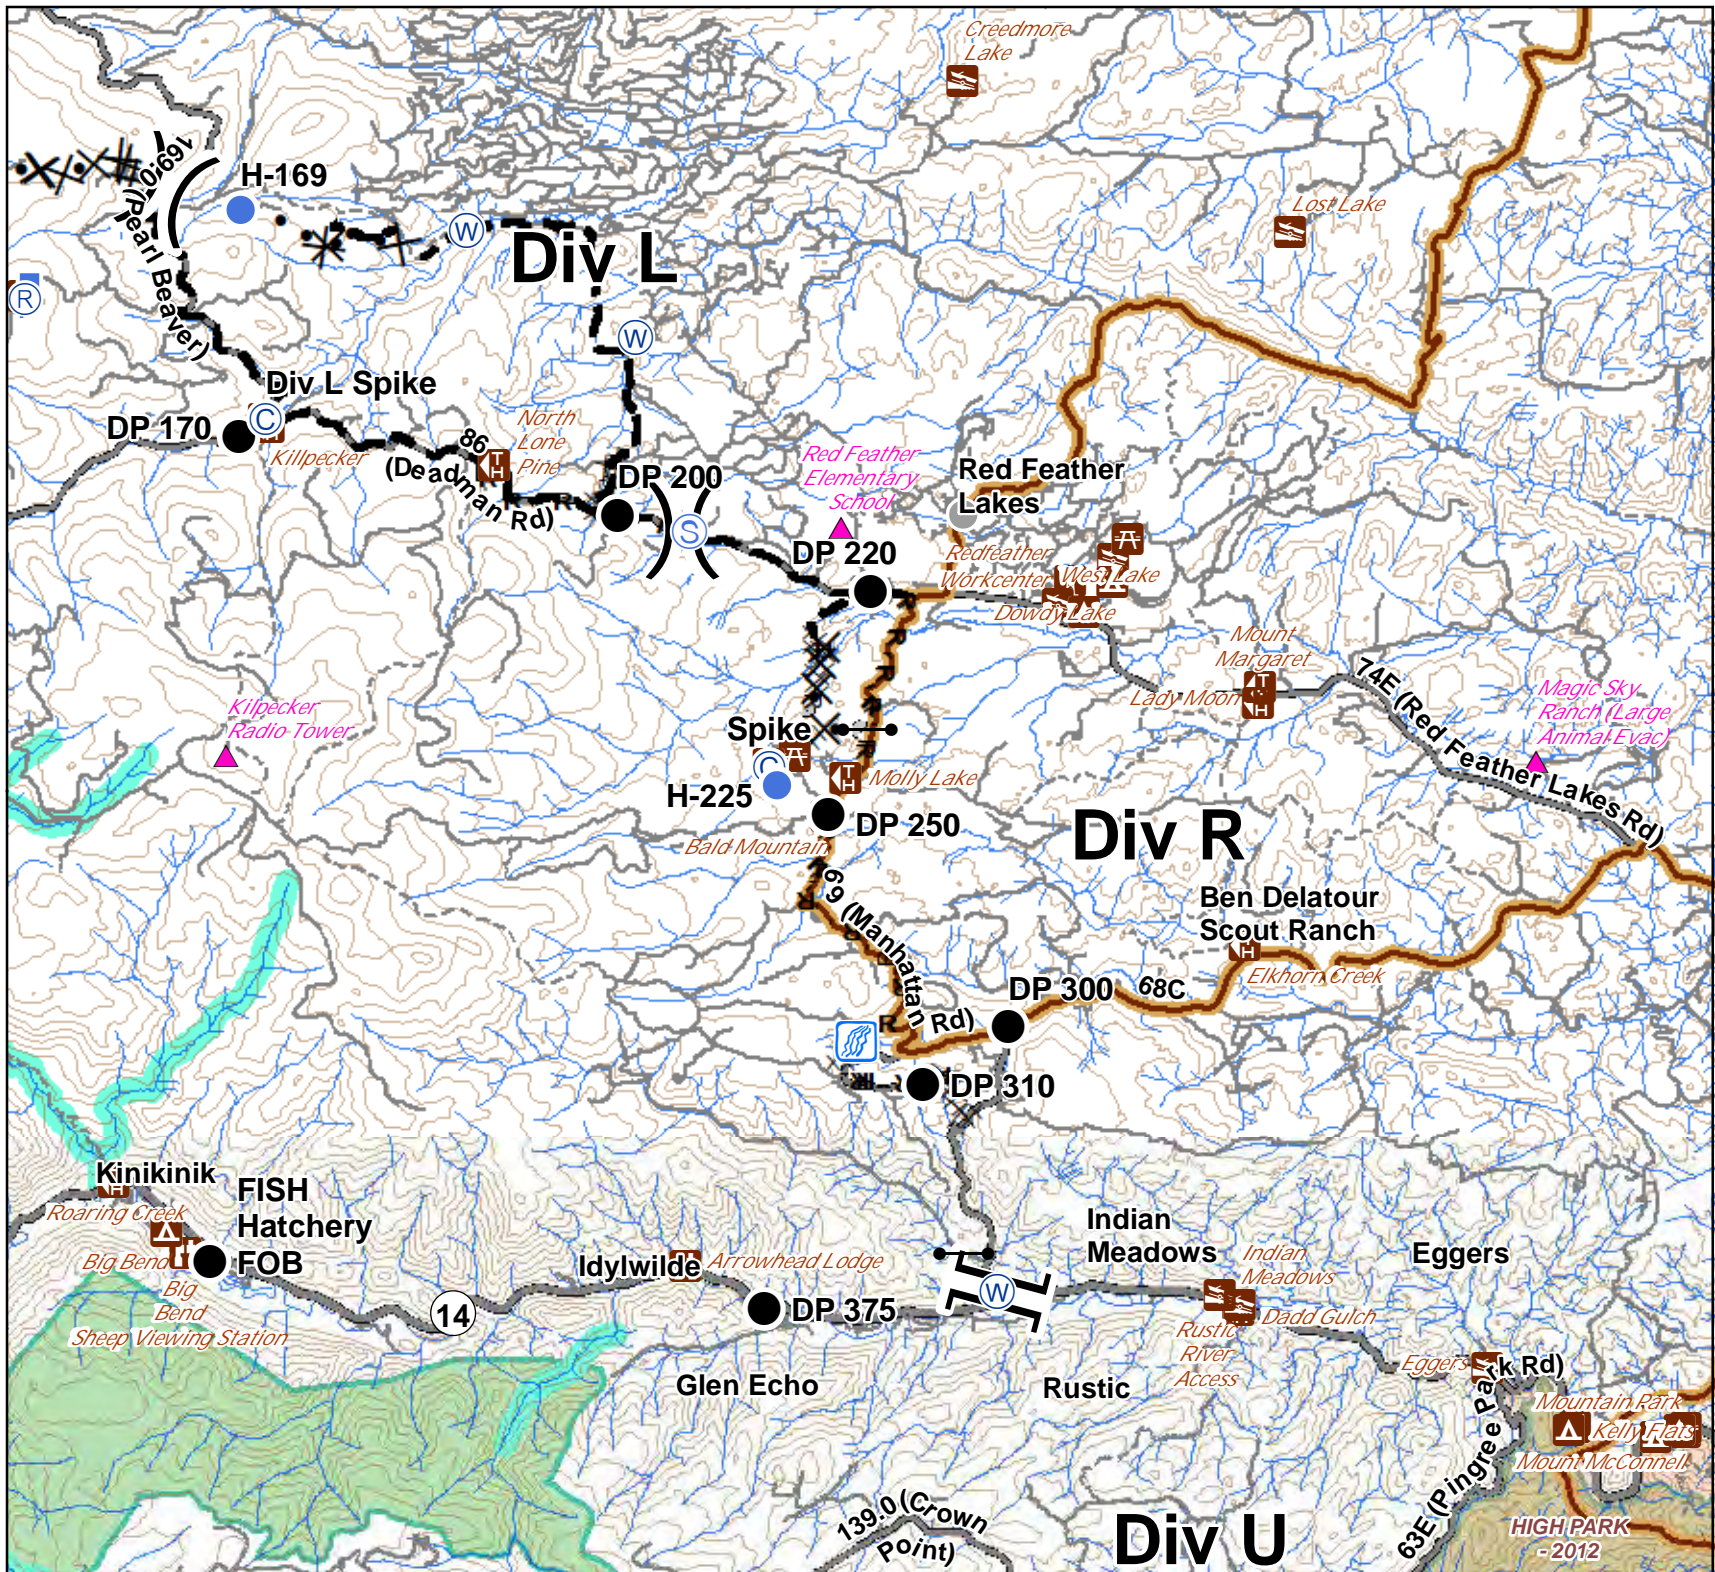 Creedmore
Lake
169.0
(Pearl Beaver)
H-169
Lost Lake
W
Div L
R
W
Div L Spike
C
DP 170
Killpecker
86
(Deadman Rd)
North
Lone
Pine
TH
DP 200
S
Red Feather
Elementary
School
Red Feather
Lakes
DP 220
Redfeather
Workcenter
West Lake
Dowdy Lake
R
R
R
R
Mount
Margaret
Lady Moon
TH
H
74E (Red Feather Lakes Rd)
Magic Sky
Ranch (Large
Animal Evac)
Kilpecker
Radio Tower
Spike
C
H-225
TH
Molly Lake
DP 250
Bald Mountain
Div R
R
69 (Manhattan
Rd)
Ben Delatour
Scout Ranch
H
Elkhorn Creek
DP 300
68C
R
DP 310
Kinikinik
H
Roaring Creek
FISH
Hatchery
FOB
Big Bend
Big
Bend
Sheep Viewing Station
14
Idylwilde
Arrowhead Lodge
DP 375
W
Indian
Meadows
Indian
Meadows
Eggers
Dadd Gulch
Rustic
River
Access
Glen Echo
Rustic
Eggers
63E (Pingree Park Rd)
Mountain Park
Kelly Flats
Mount McConnell
139.0 (Crown
Point)
Div U
HIGH PARK
- 2012